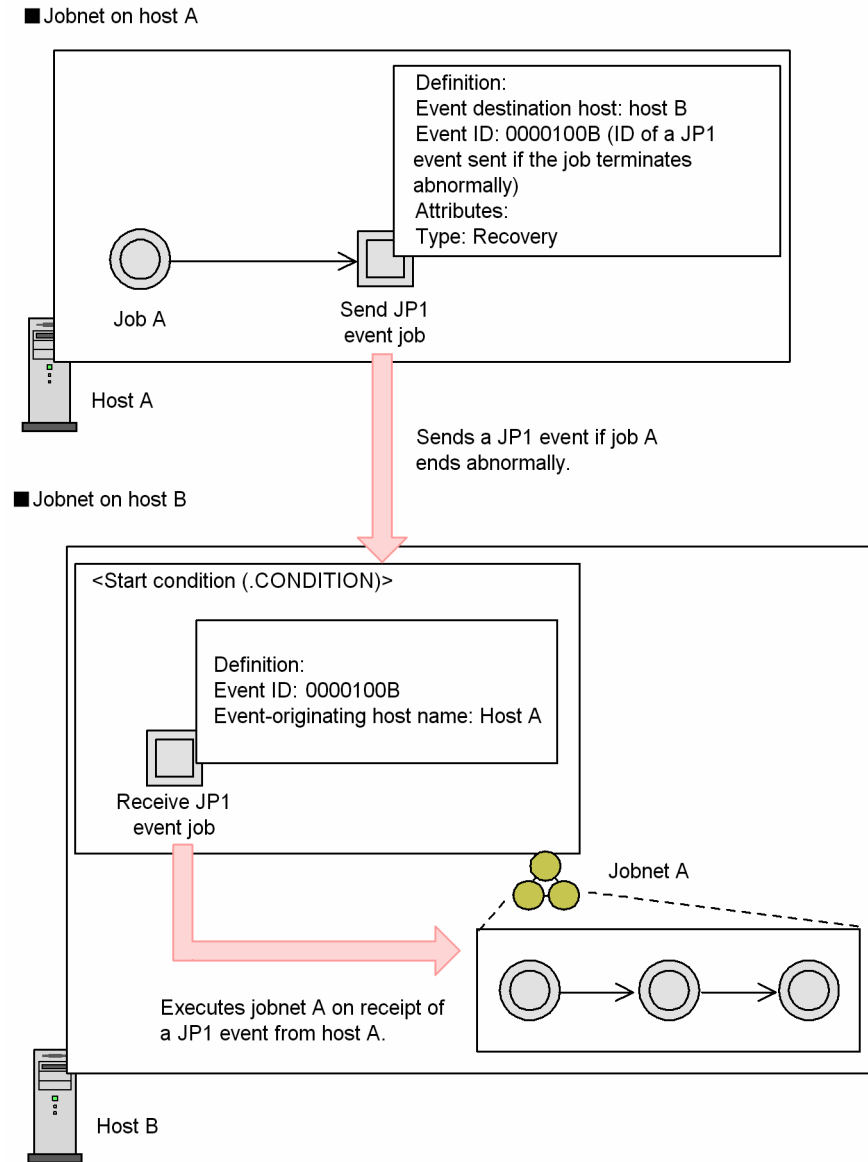 ■ Jobnet on host A
Definition:
Event destination host: host B
Event ID: 0000100B (ID of a JP1
event sent if the job terminates
abnormally)
Attributes:
Type: Recovery
Job A
Send JP1
event job
Host A
Sends a JP1 event if job A
ends abnormally.
■ Jobnet on host B
<Start condition (.CONDITION)>
Definition:
Event ID: 0000100B
Event-originating host name: Host A
Receive JP1
event job
Jobnet A
Executes jobnet A on receipt of
a JP1 event from host A.
Host B